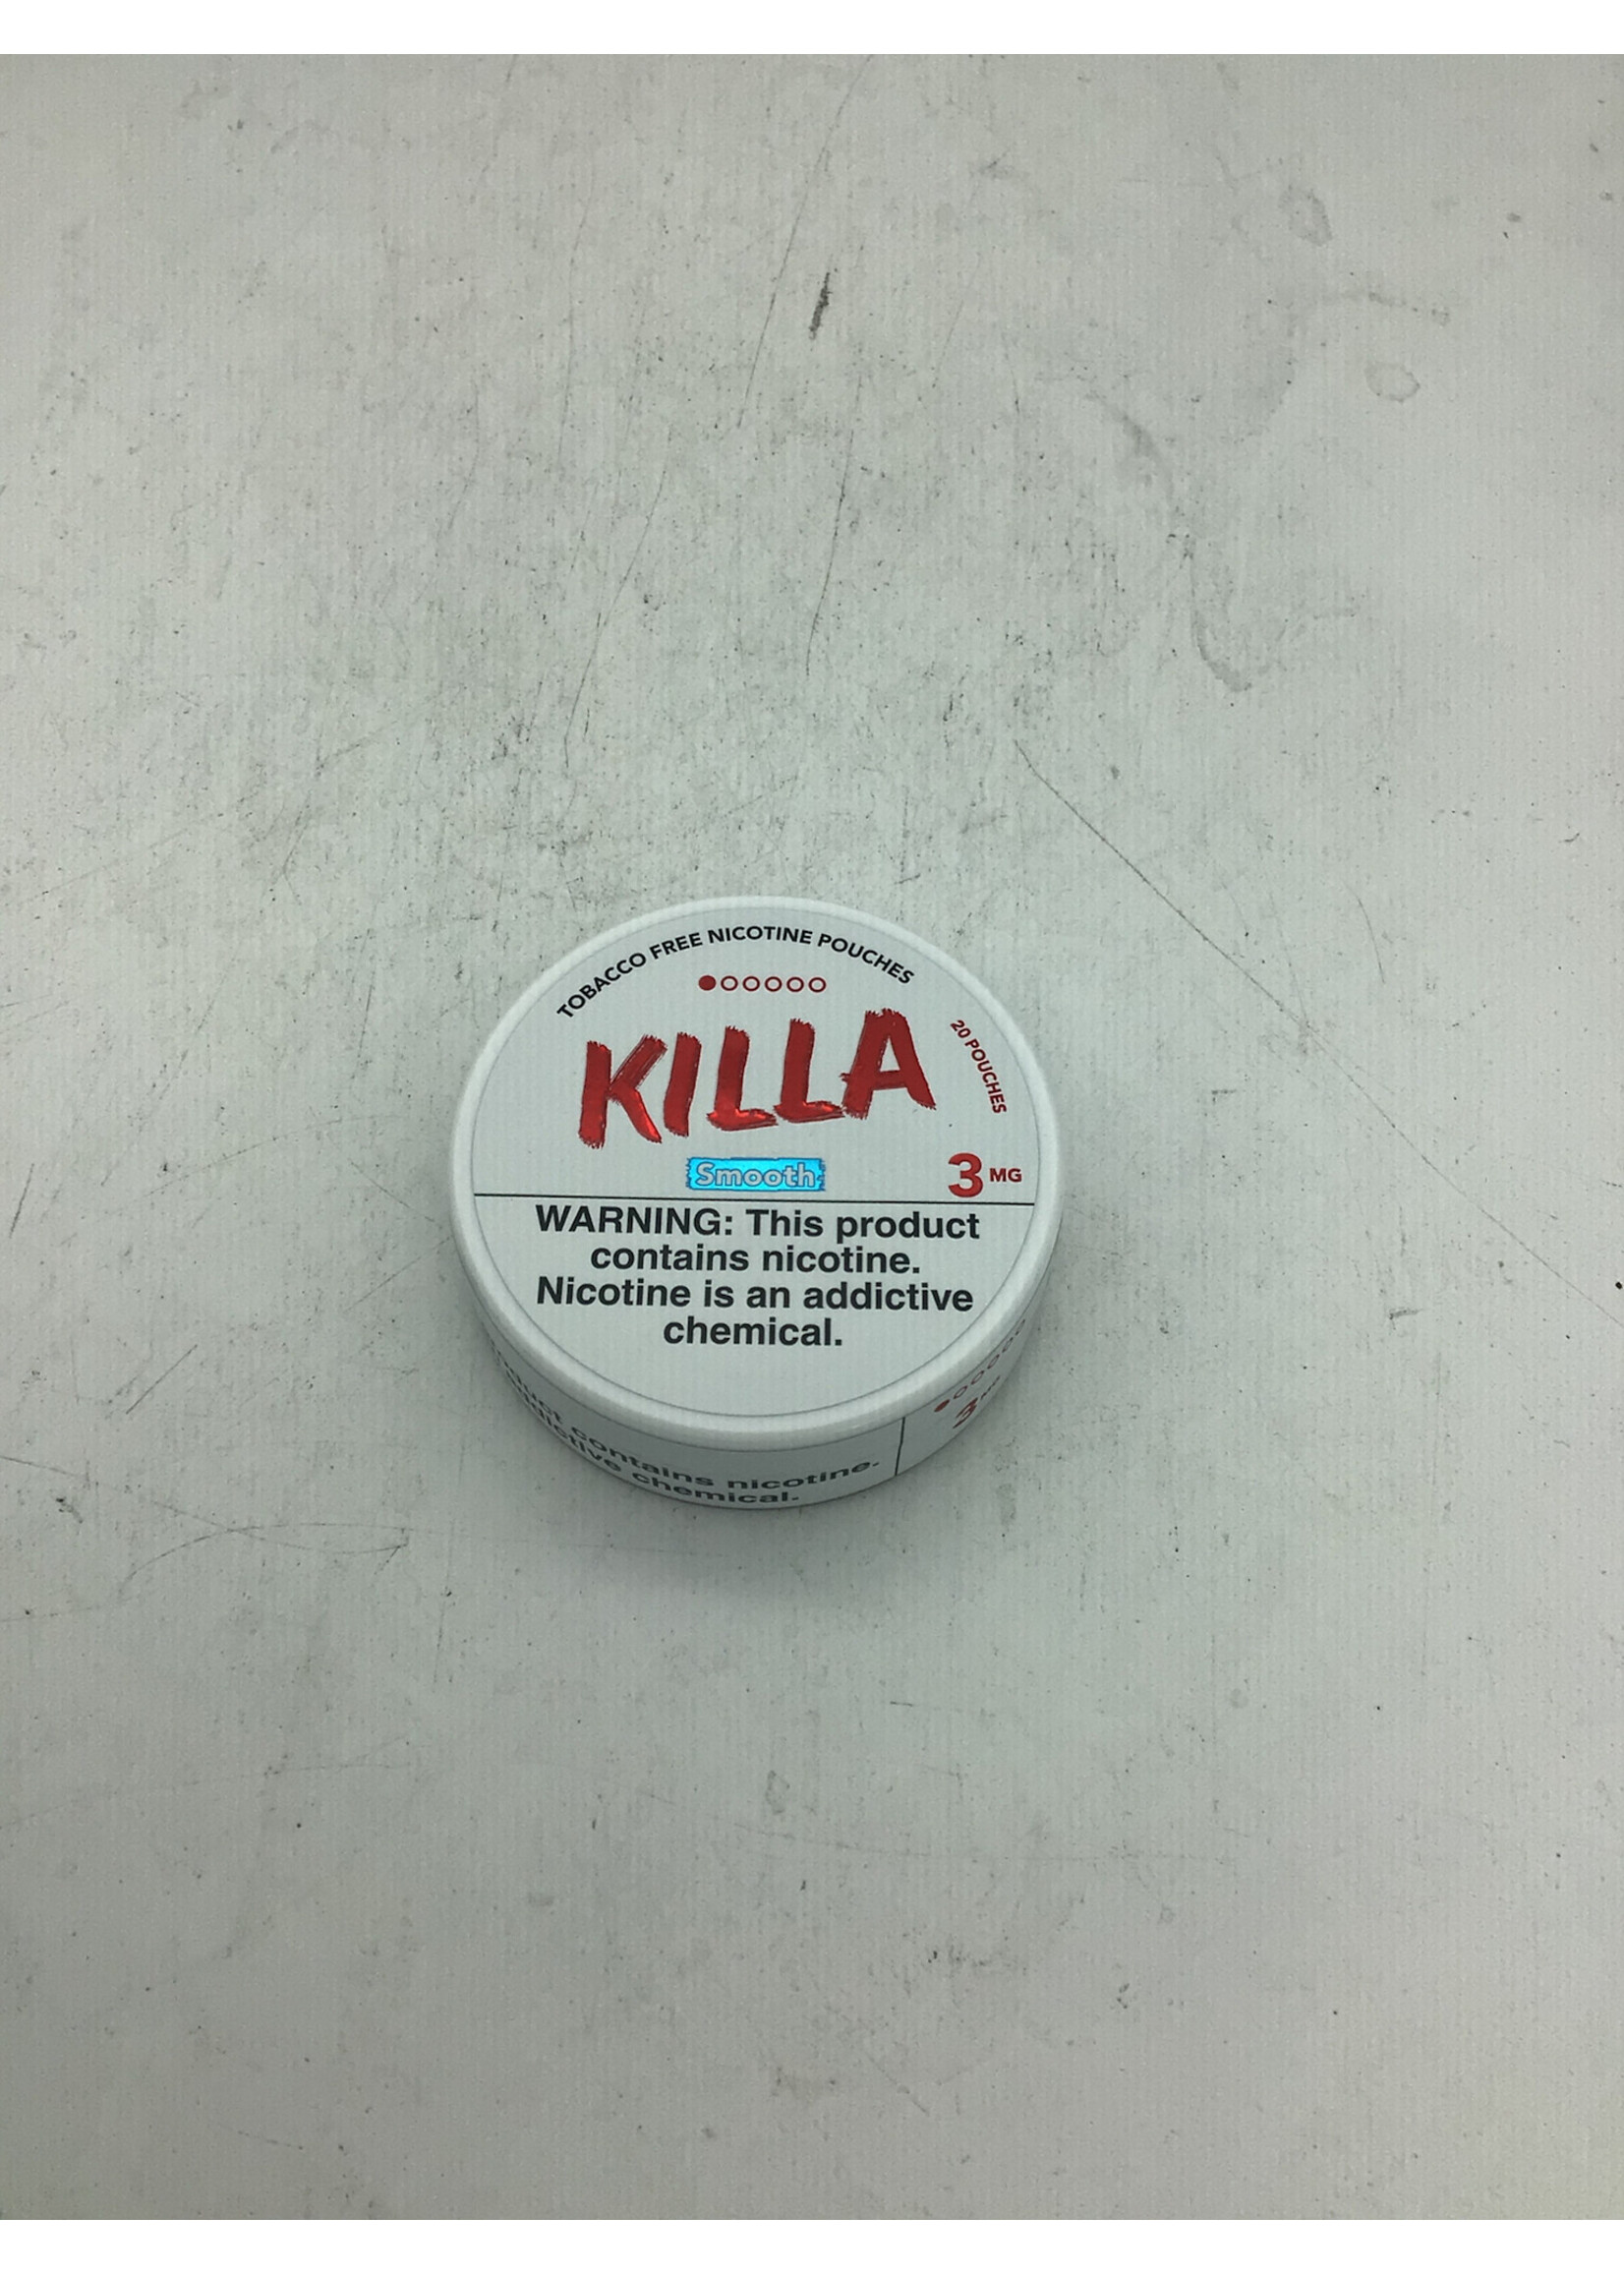 TOBACCO FREE NICOTINE POUCHES
KILLA
20 POUCHES
Smooth
3 MG
WARNING: This product
contains nicotine.
Nicotine is an addictive
chemical.
contains nicotine.
chemical.
3